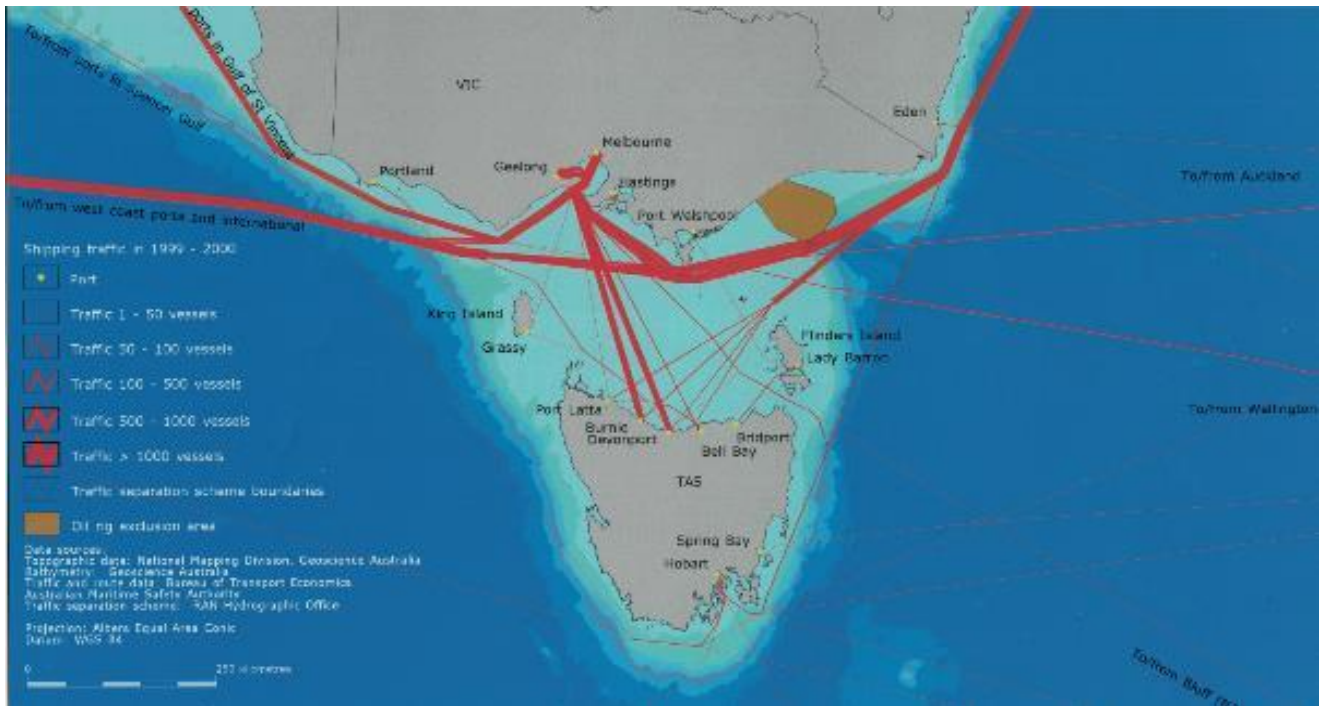 To/from ports in Spencer Gulf
Ports in Gulf of St Vincent
VIC
Eden
Melbourne
Geelong
Portland
Hastings
Port Welshpool
To/from Auckland
To/from west coast ports and international
Shipping traffic in 1999 - 2000
Port
Traffic 1 - 50 vessels
Traffic 50 - 100 vessels
Traffic 100 - 500 vessels
Traffic 500 - 1000 vessels
Traffic > 1000 vessels
Traffic separation scheme boundaries
Oil rig exclusion area
King Island
Grassy
Flinders Island
Lady Barron
Port Latta
Burnie
Devonport
Bridport
Bell Bay
To/from Wellington
TAS
Spring Bay
Hobart
Data sources:
Topographic data: National Mapping Division, Geoscience Australia
Bathymetry: Geoscience Australia
Traffic and route data: Bureau of Transport Economics
Australian Maritime Safety Authority
Traffic separation scheme: RAN Hydrographic Office
Projection: Albers Equal Area Conic
Datum: WGS 84
0
250 kilometres
To/from Bluff